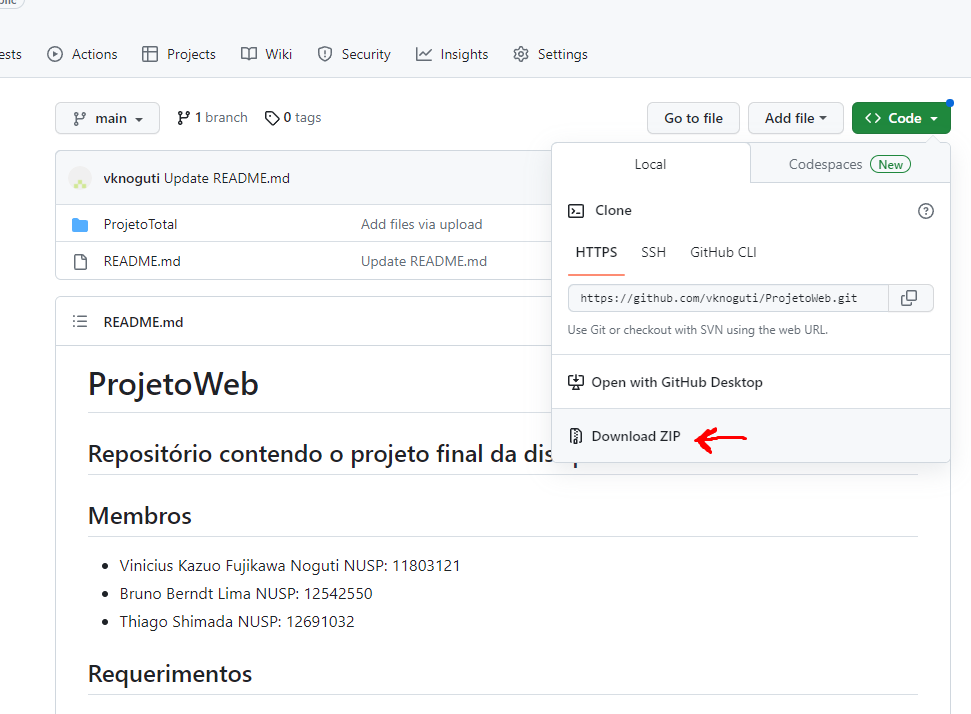 ests Actions Projects Wiki Security Insights Settings
main 1 branch 0 tags Go to file Add file Code
Local Codespaces New
vknoguti Update README.md
Clone
ProjetoTotal Add files via upload
HTTPS SSH GitHub CLI
README.md Update README.md
https://github.com/vknoguti/ProjetoWeb.git
README.md
Use Git or checkout with SVN using the web URL.
ProjetoWeb
Open with GitHub Desktop
Download ZIP
Repositório contendo o projeto final da
Membros
Vinicius Kazuo Fujikawa Noguti NUSP: 11803121
Bruno Berndt Lima NUSP: 12542550
Thiago Shimada NUSP: 12691032
Requerimentos